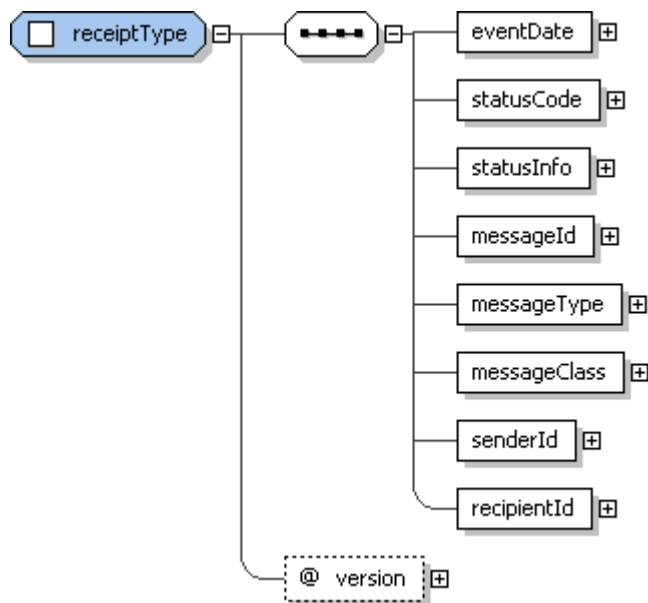 receiptType
eventDate
statusCode
statusInfo
messageId
messageType
messageClass
senderId
recipientId
@ version